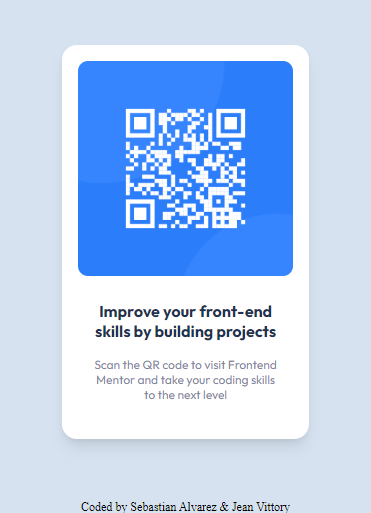 Improve your front-end
skills by building projects
Scan the QR code to visit Frontend
Mentor and take your coding skills
to the next level
Coded by Sebastian Alvarez & Jean Vittory